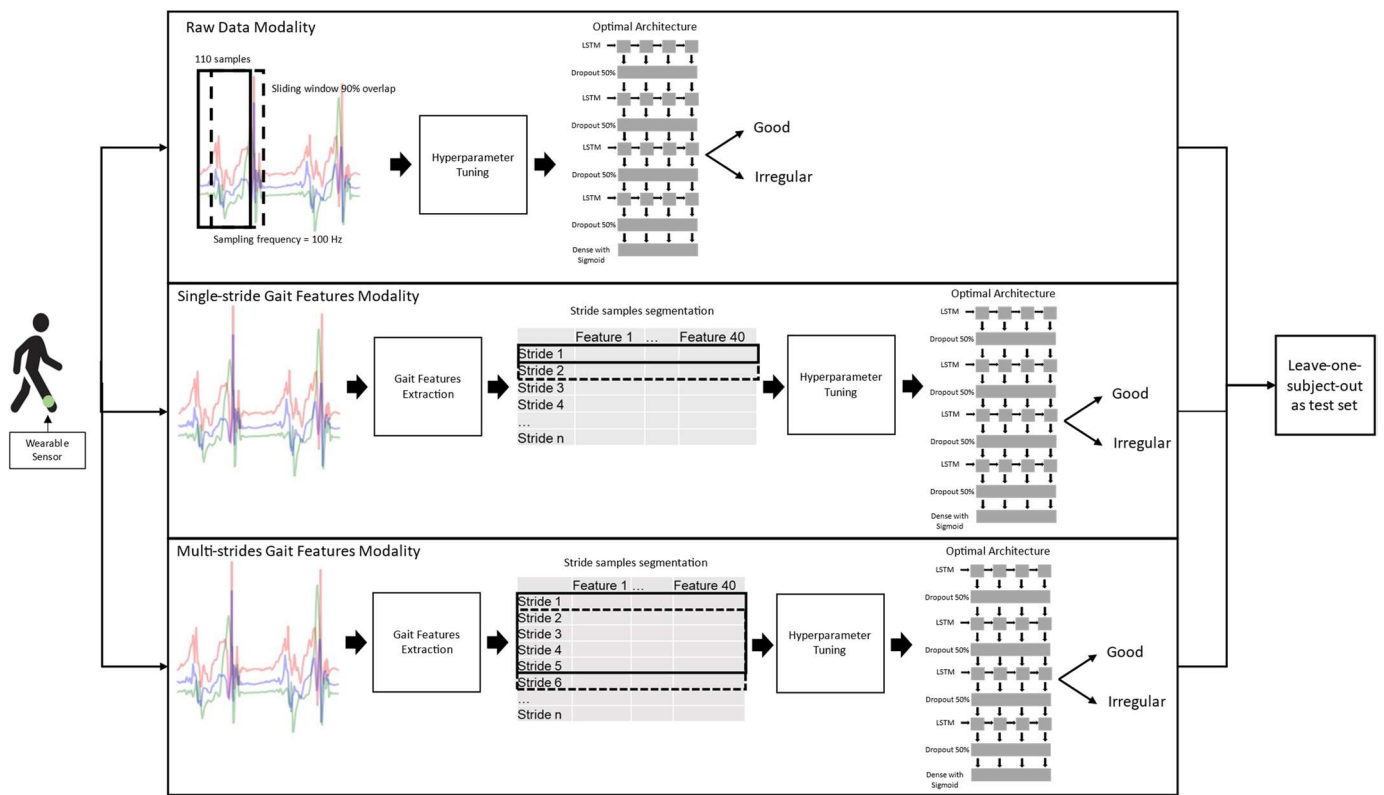 Wearable
Sensor
Raw Data Modality
110 samples
Sliding window 90% overlap
Sampling frequency = 100 Hz
Hyperparameter
Tuning
Optimal Architecture
LSTM
Dropout 50%
LSTM
Dropout 50%
LSTM
Dropout 50%
LSTM
Dropout 50%
Dense with
Sigmoid
Good
Irregular
Single-stride Gait Features Modality
Gait Features
Extraction
Stride samples segmentation
Feature 1 ... Feature 40
Stride 1
Stride 2
Stride 3
Stride 4
...
Stride n
Hyperparameter
Tuning
Optimal Architecture
LSTM
Dropout 50%
LSTM
Dropout 50%
LSTM
Dropout 50%
LSTM
Dropout 50%
Dense with
Sigmoid
Good
Irregular
Multi-strides Gait Features Modality
Gait Features
Extraction
Stride samples segmentation
Feature 1 ... Feature 40
Stride 1
Stride 2
Stride 3
Stride 4
Stride 5
Stride 6
...
Stride n
Hyperparameter
Tuning
Optimal Architecture
LSTM
Dropout 50%
LSTM
Dropout 50%
LSTM
Dropout 50%
LSTM
Dropout 50%
Dense with
Sigmoid
Good
Irregular
Leave-one-
subject-out
as test set